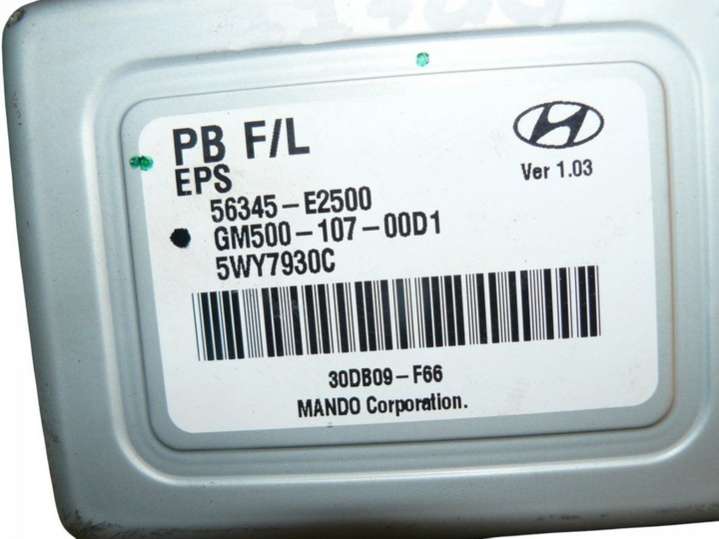 PB F/L
EPS
Ver 1.03
56345-E2500
GM500-107-00D1
5WY7930C
30DB09-F66
MANDO Corporation.